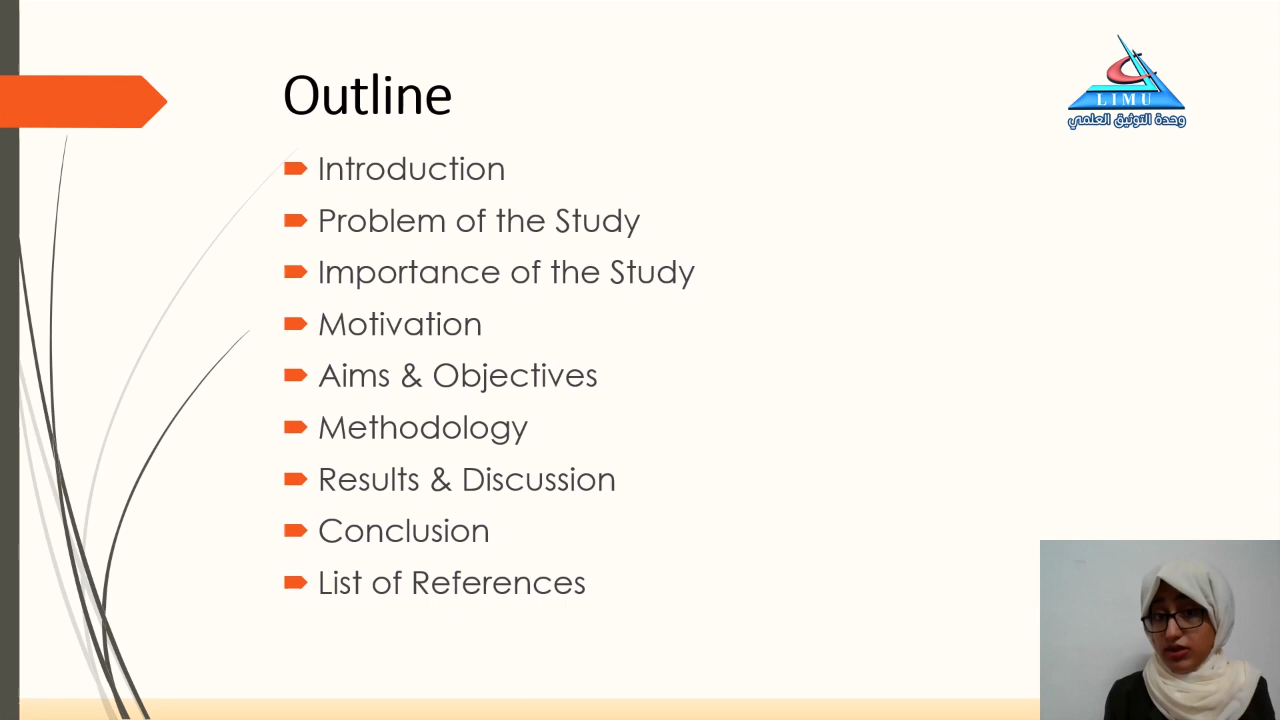 Outline
LIMU
وحدة التوثيق العلمي
Introduction
Problem of the Study
Importance of the Study
Motivation
Aims & Objectives
Methodology
Results & Discussion
Conclusion
List of References